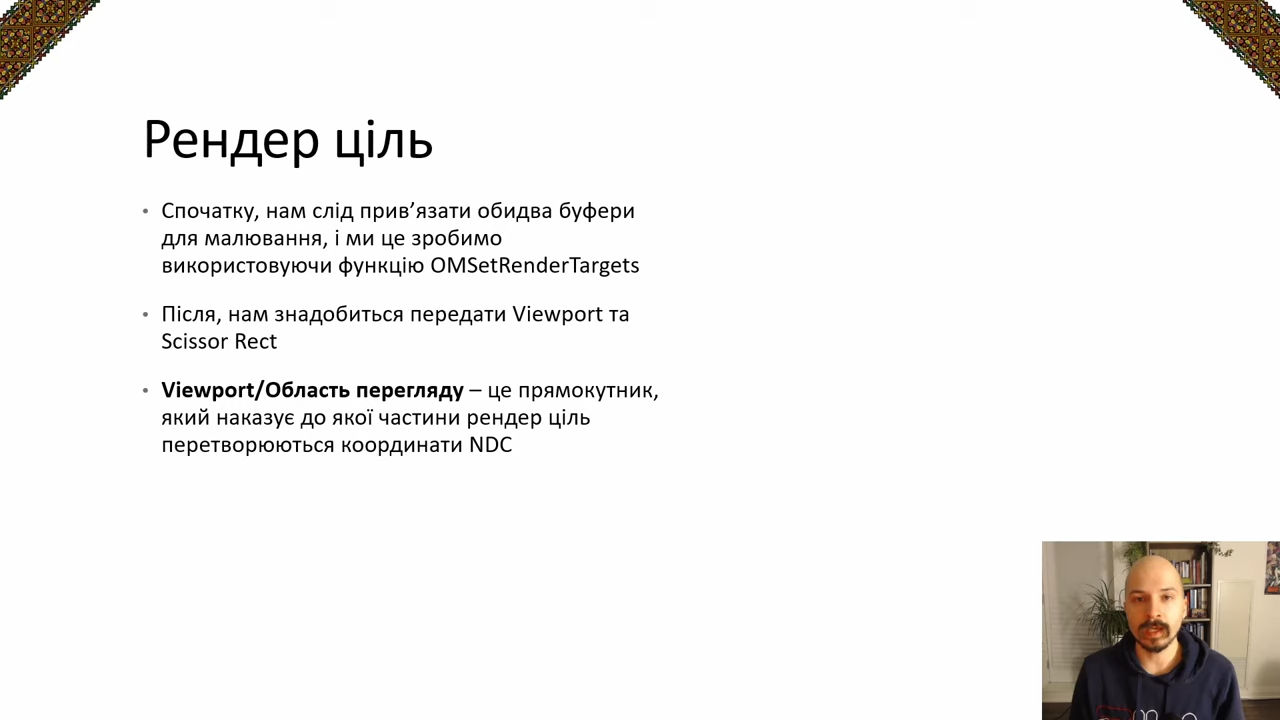 Рендер ціль
• Спочатку, нам слід прив’язати обидва буфери
для малювання, і ми це зробимо
використовуючи функцію OMSetRenderTargets
• Після, нам знадобиться передати Viewport та
Scissor Rect
• Viewport/Область перегляду – це прямокутник,
який наказує до якої частини рендер ціль
перетворюються координати NDC